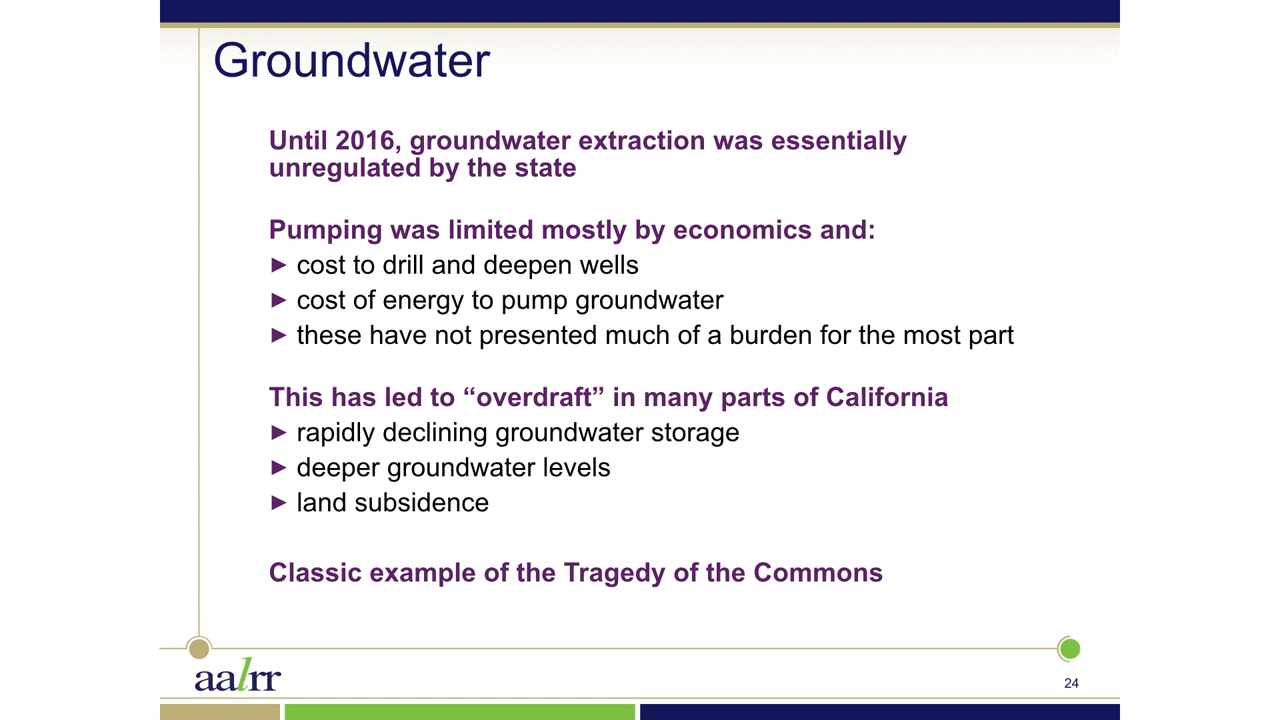 Groundwater
Until 2016, groundwater extraction was essentially
unregulated by the state
Pumping was limited mostly by economics and:
► cost to drill and deepen wells
► cost of energy to pump groundwater
► these have not presented much of a burden for the most part
This has led to “overdraft” in many parts of California
► rapidly declining groundwater storage
► deeper groundwater levels
► land subsidence
Classic example of the Tragedy of the Commons
aalrr
24